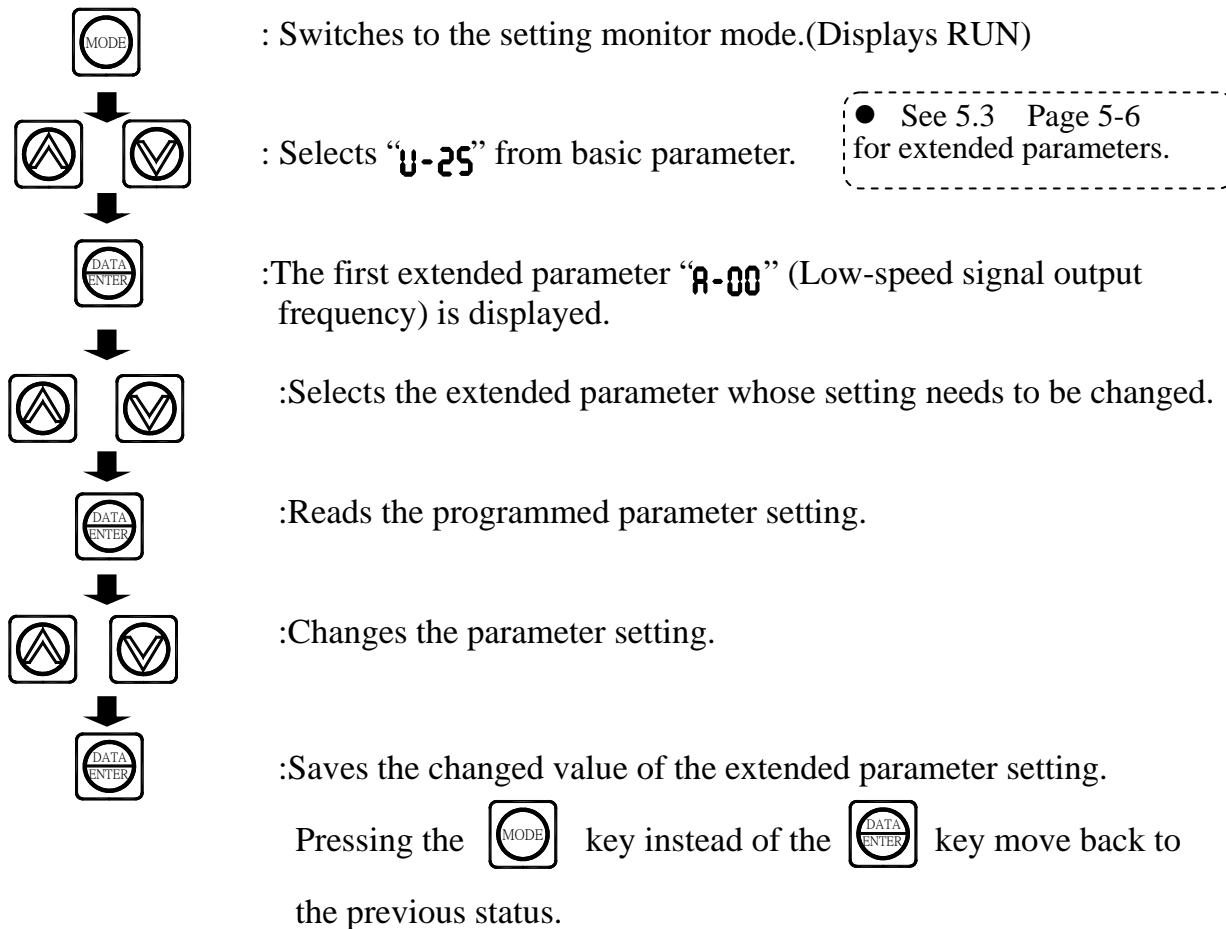 MODE : Switches to the setting monitor mode.(Displays RUN)
● See 5.3 Page 5-6
for extended parameters.
: Selects “U-25” from basic parameter.
DATA
ENTER
:The first extended parameter “A-00” (Low-speed signal output
frequency) is displayed.
:Selects the extended parameter whose setting needs to be changed.
DATA
ENTER
:Reads the programmed parameter setting.
:Changes the parameter setting.
DATA
ENTER
:Saves the changed value of the extended parameter setting.
Pressing the MODE key instead of the DATA ENTER key move back to
the previous status.